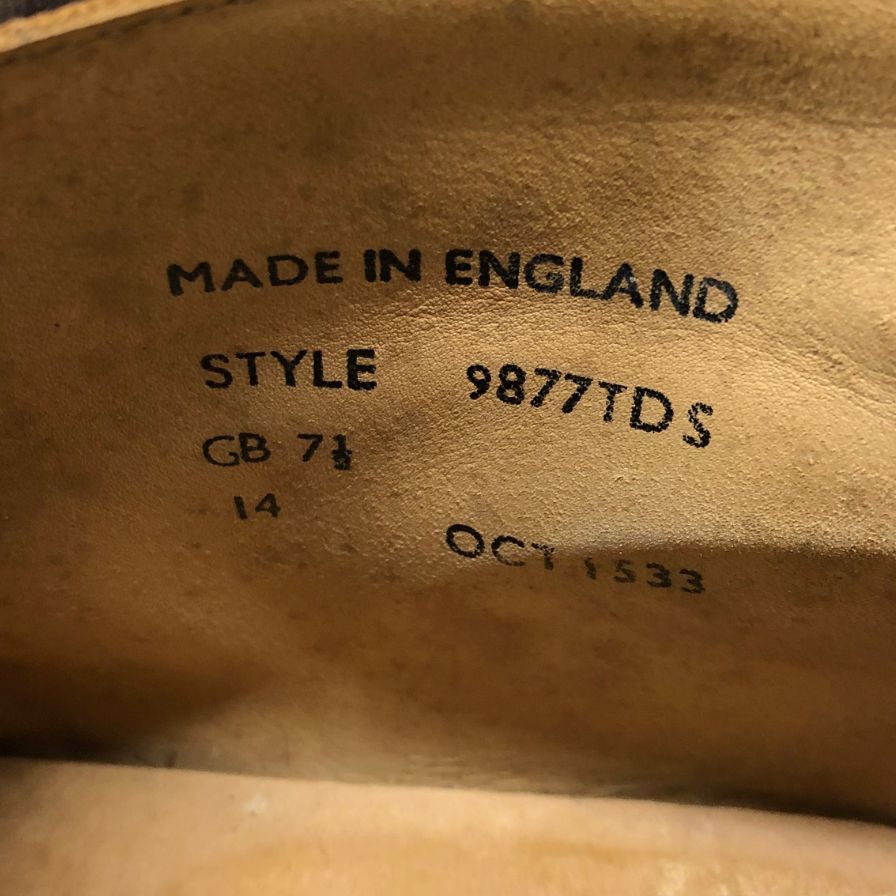 MADE IN ENGLAND
STYLE 9877TDS
GB 7½
14
OCT 1533